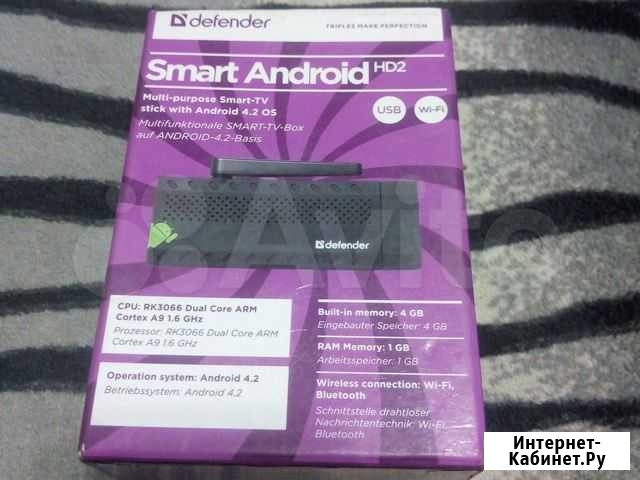 defender
TRIFLES MAKE PERFECTION
Smart Android HD2
Multi-purpose Smart-TV
stick with Android 4.2 OS
Multifunktionale SMART-TV-Box
auf ANDROID-4.2-Basis
USB
Wi-Fi
defender
Avito
CPU: RK3066 Dual Core ARM
Cortex A9 1.6 GHz
Prozessor: RK3066 Dual Core ARM
Cortex A9 1.6 GHz
Operation system: Android 4.2
Betriebssystem: Android 4.2
Built-in memory: 4 GB
Eingebauter Speicher: 4 GB
RAM Memory: 1 GB
Arbeitsspeicher: 1 GB
Wireless connection: Wi-Fi,
Bluetooth
Schnittstelle drahtloser
Nachrichtentechnik: Wi-Fi,
Bluetooth
Интернет-
Кабинет.Ру